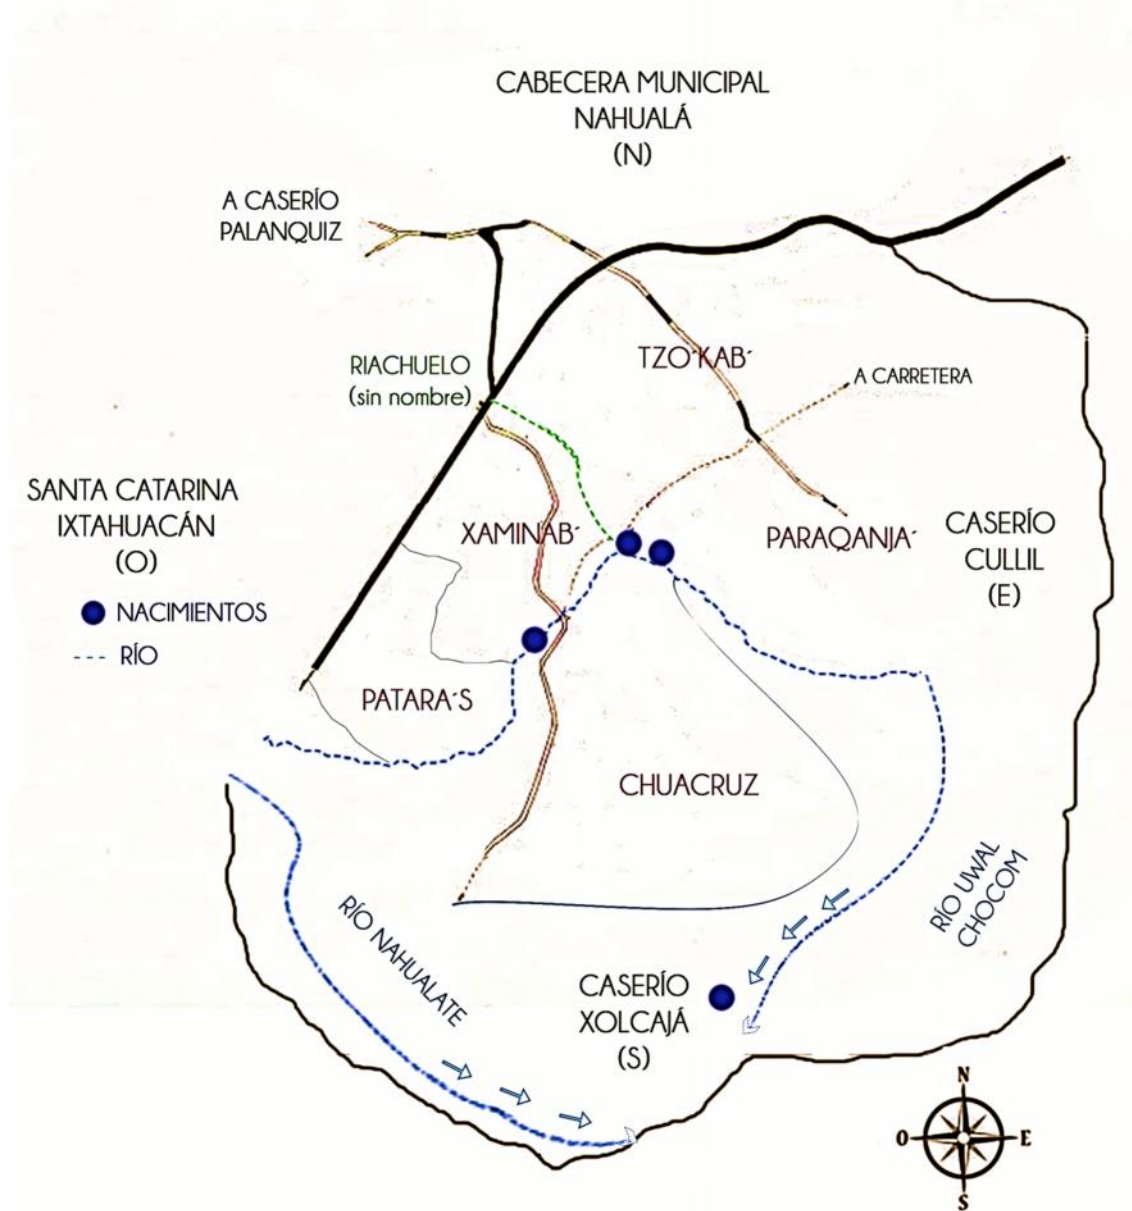 CABECERA MUNICIPAL
NAHUALÁ
(N)
A CASERÍO
PALANQUIZ
TZO´KAB´
RIACHUELO
(sin nombre)
A CARRETERA
SANTA CATARINA
IXTAHUACÁN
(O)
XAMINAB´
PARAQANJA´
CASERÍO
CULLIL
(E)
NACIMIENTOS
RÍO
PATARA´S
CHUACRUZ
RÍO UWAL
CHOCOM
RÍO NAHUALATE
CASERÍO
XOLCAJÁ
(S)
N
O
E
S